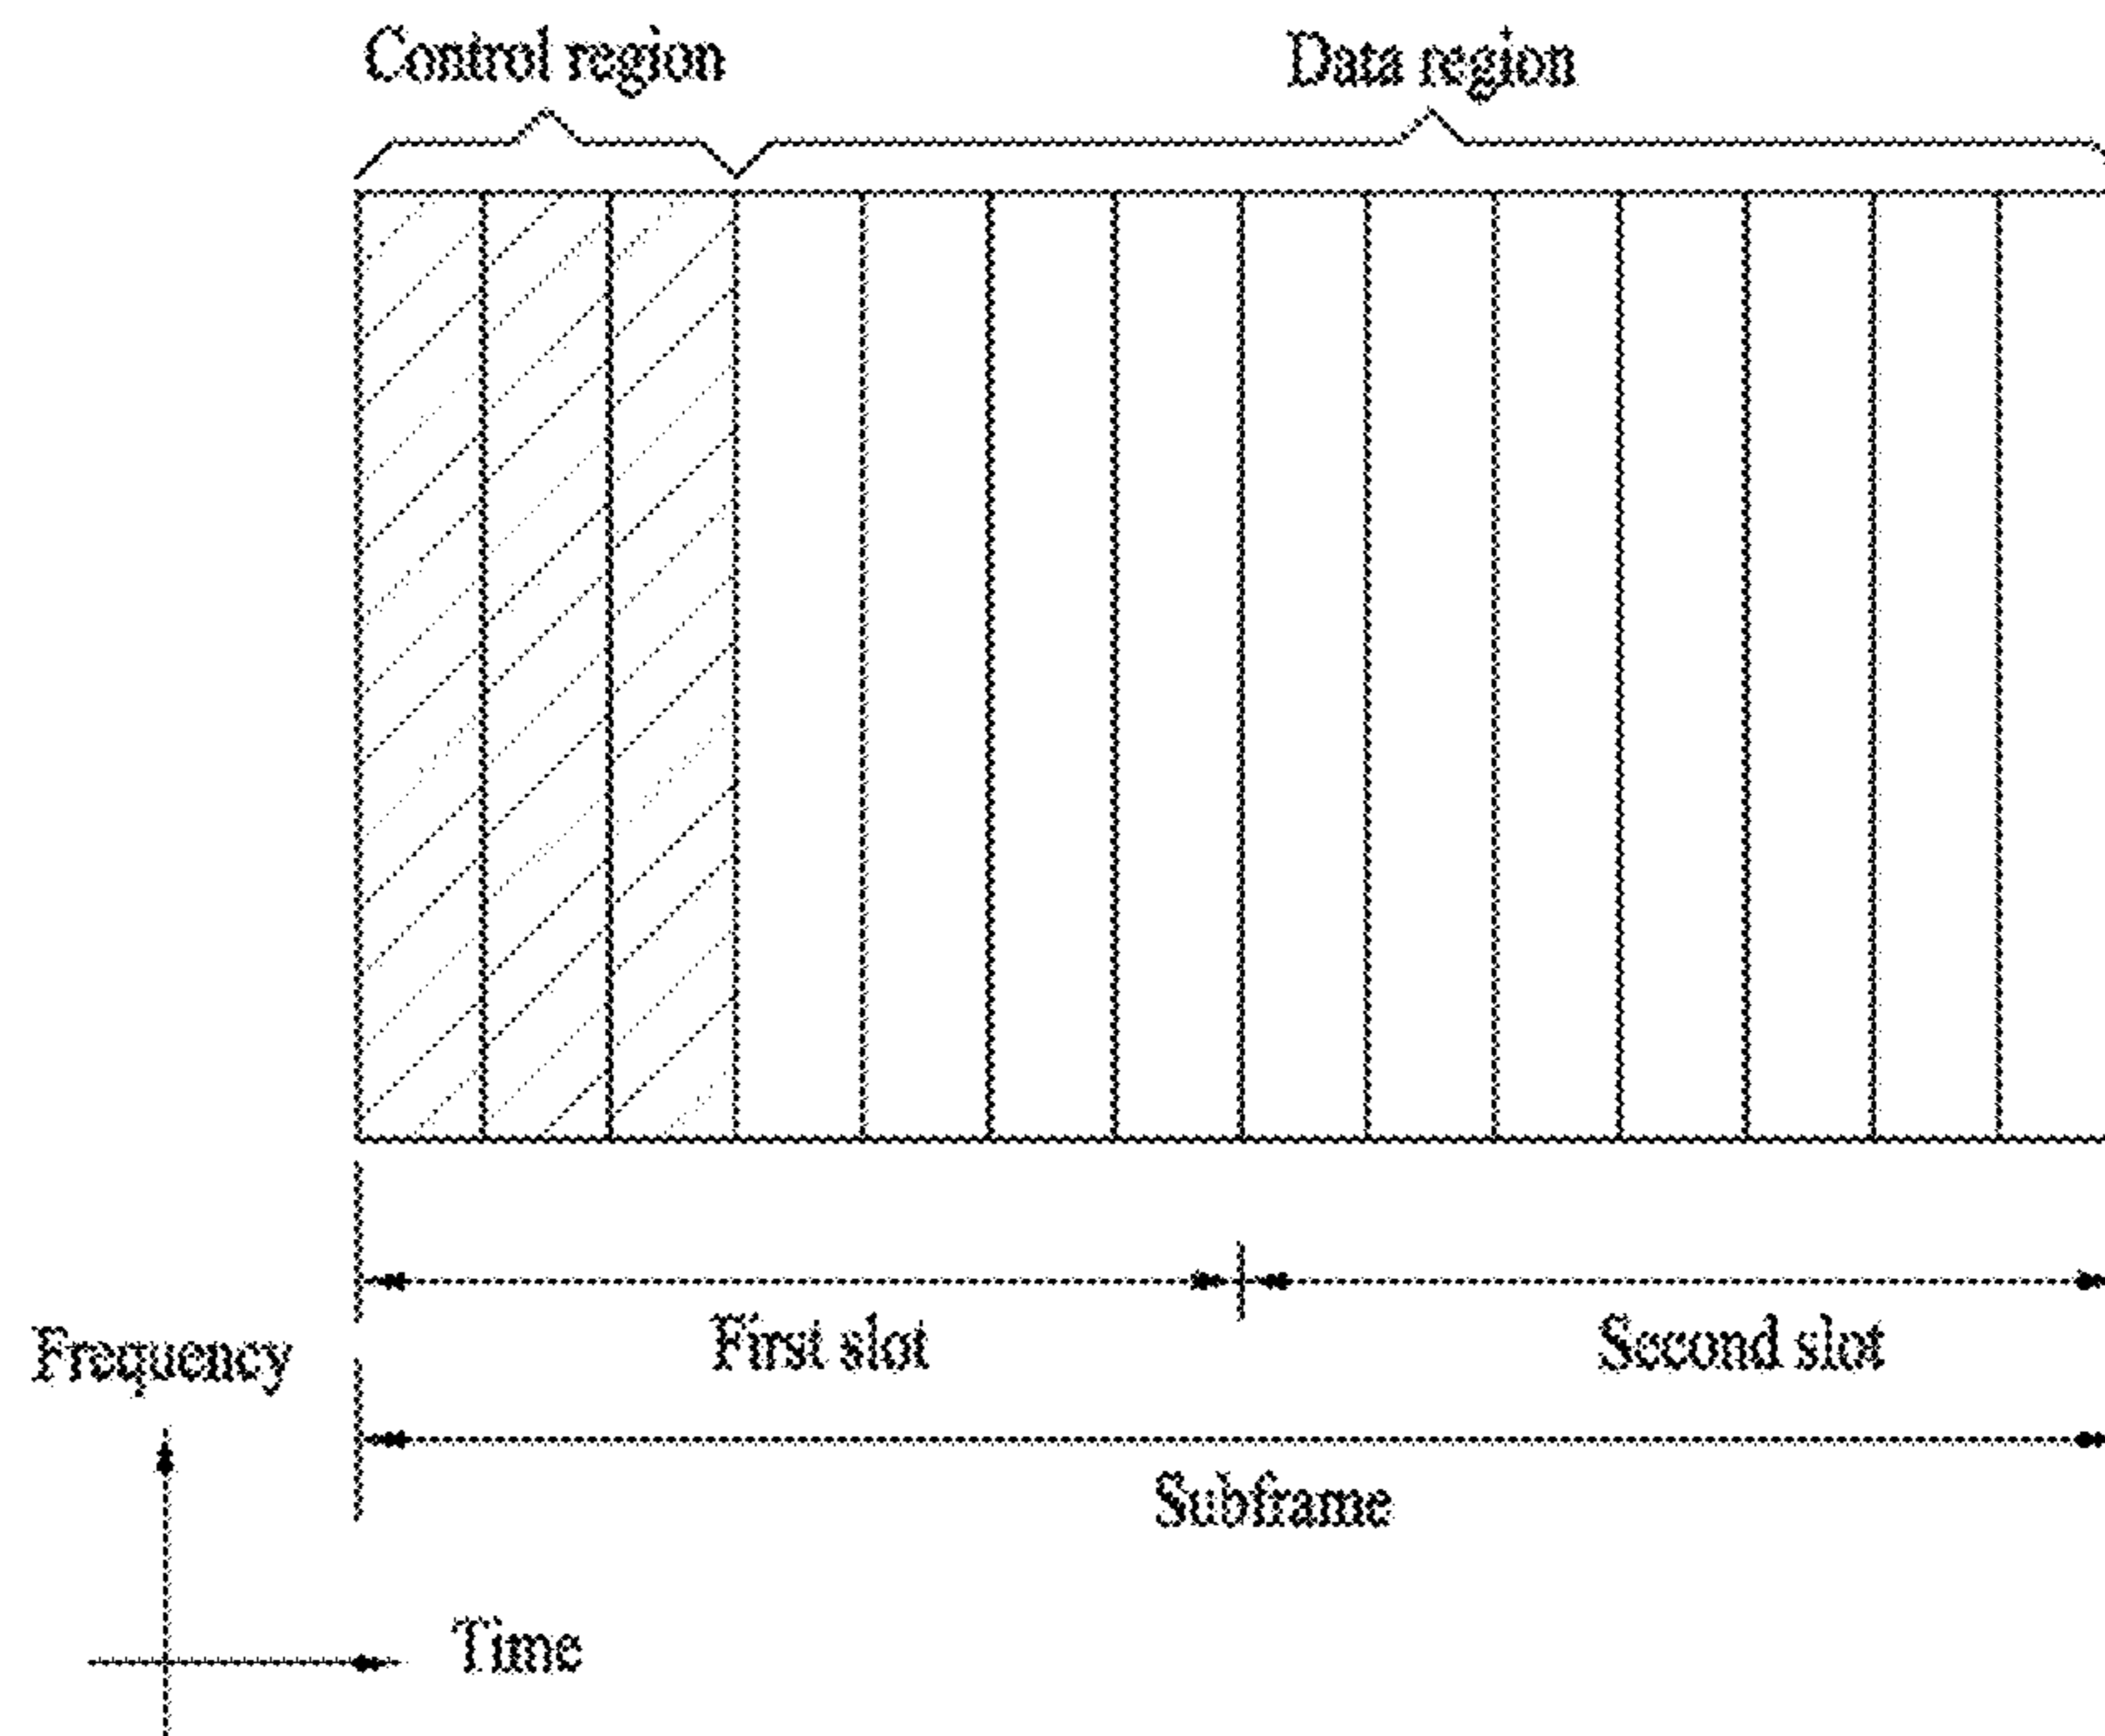 Control region
Data region
First slot
Second slot
Frequency
Subframe
Time